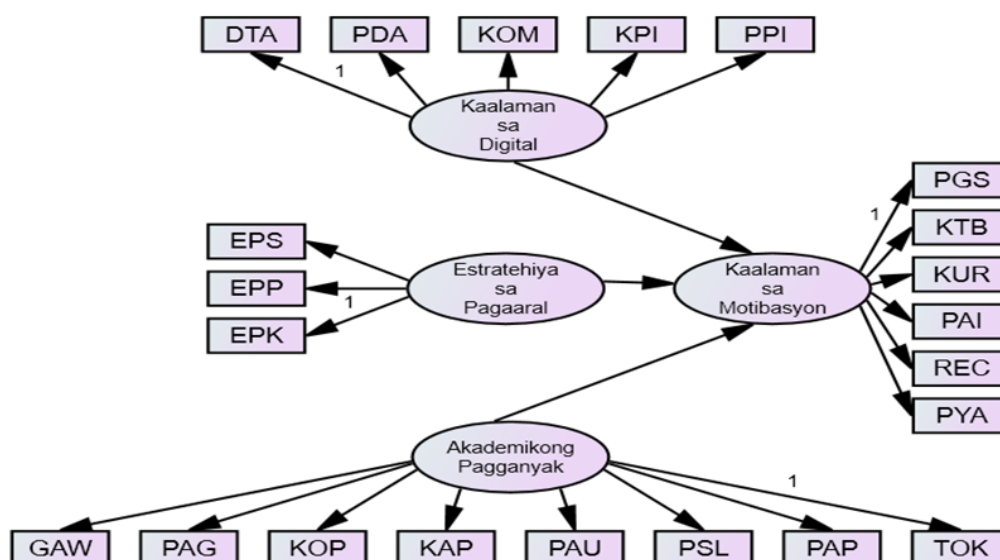 DTA PDA KOM KPI PPI
1
Kaalaman
sa
Digital
PGS
1
KTB
KUR
PAI
REC
PYA
EPS
EPP
1
EPK
Estratehiya
sa
Pagaaral
Kaalaman
sa
Motibasyon
Akademikong
Pagganyak
1
GAW PAG KOP KAP PAU PSL PAP TOK